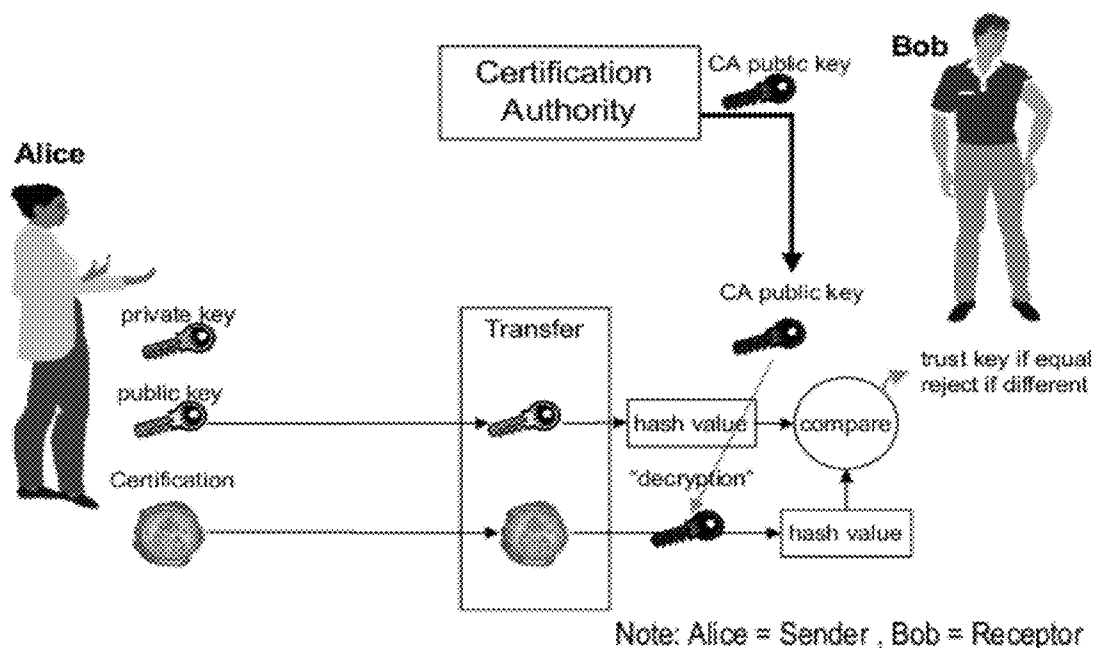 Bob
Certification
Authority
CA public key
Alice
CA public key
private key
Transfer
trust key if equal
reject if different
public key
hash value
compare
Certification
"decryption"
hash value
Note: Alice = Sender , Bob = Receptor